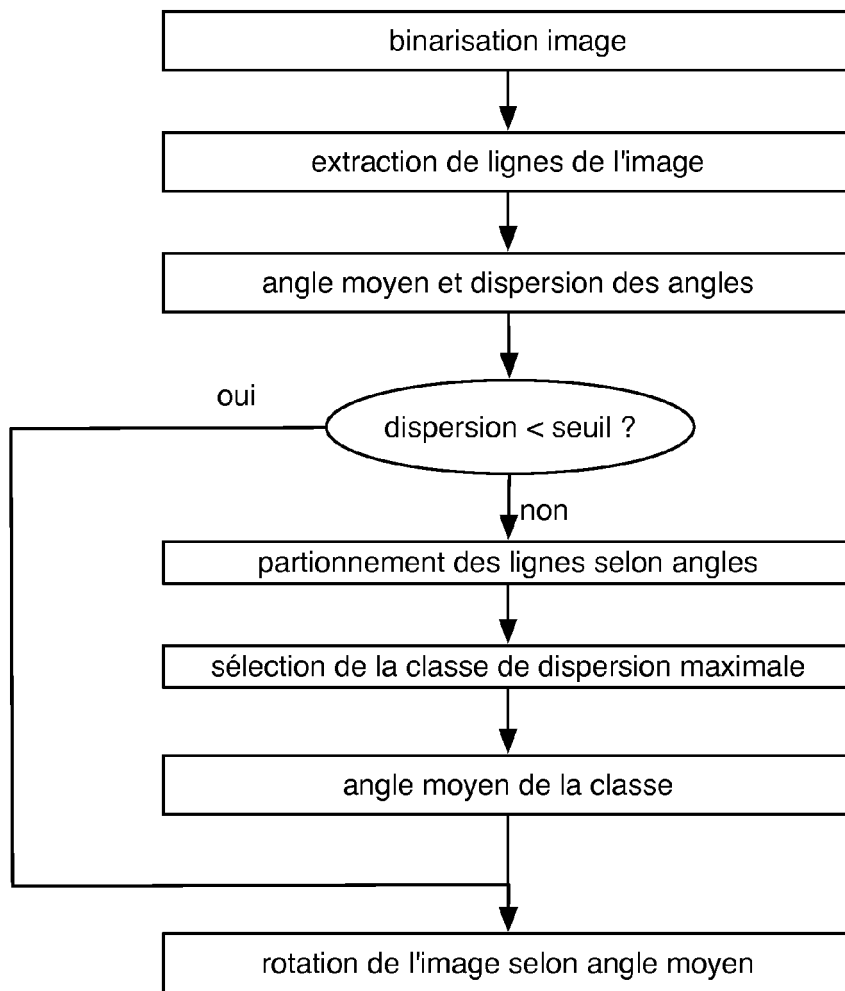 binarisation image
extraction de lignes de l'image
angle moyen et dispersion des angles
oui
dispersion < seuil ?
non
partionnement des lignes selon angles
sélection de la classe de dispersion maximale
angle moyen de la classe
rotation de l'image selon angle moyen